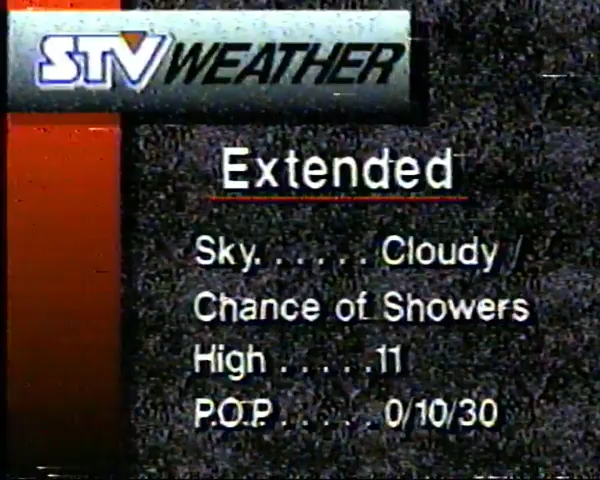 STV WEATHER
Extended
Sky. . . . . . Cloudy /
Chance of Showers
High . . . . .11
P.O.P . . . . . 0/10/30